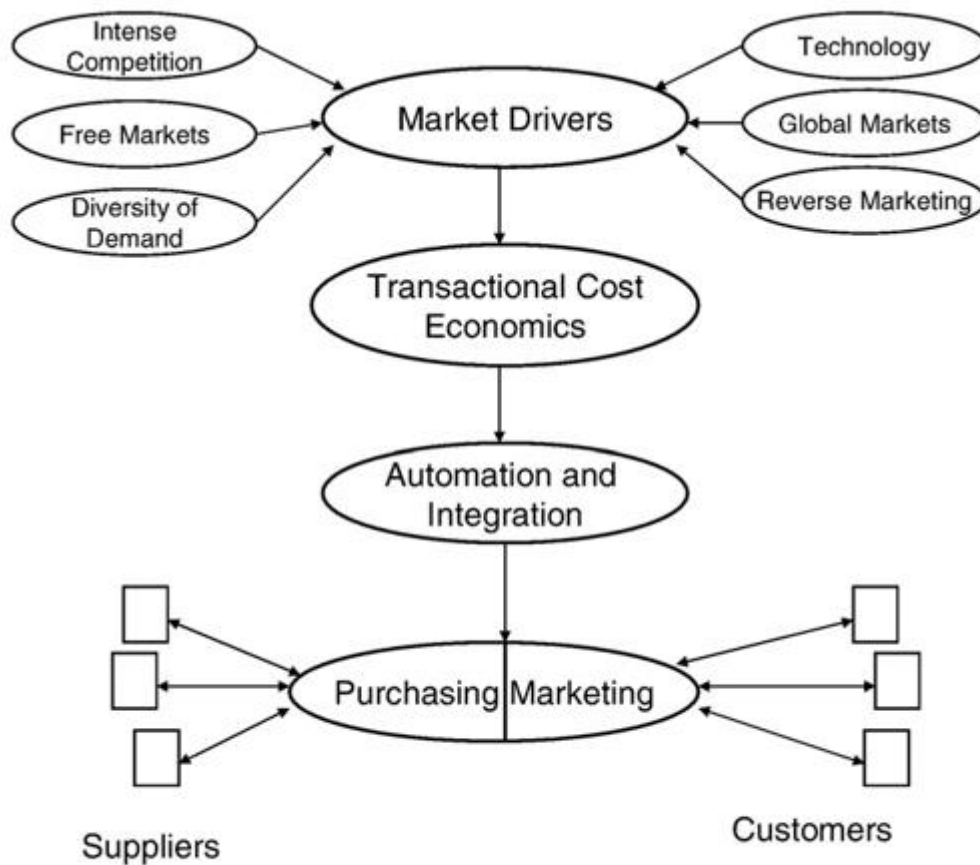 Intense
Competition
Technology
Market Drivers
Free Markets
Global Markets
Diversity of
Demand
Reverse Marketing
Transactional Cost
Economics
Automation and
Integration
Purchasing Marketing
Suppliers
Customers